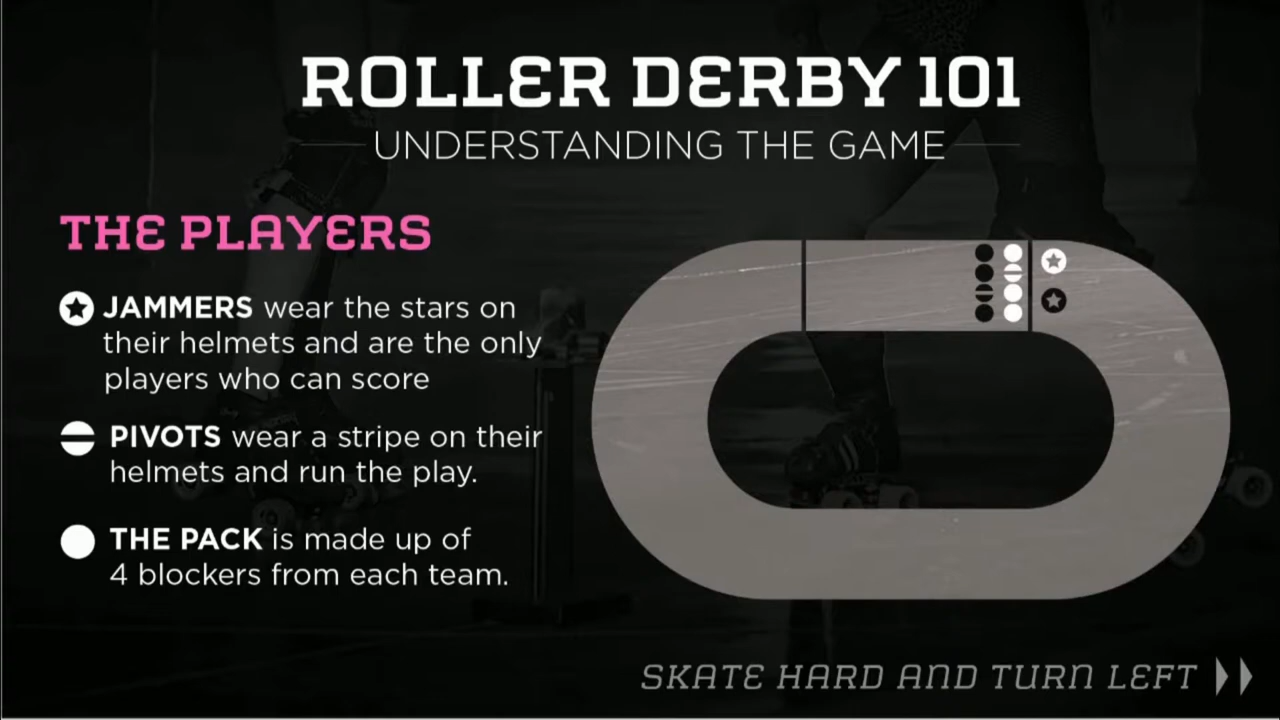 ROLLER DERBY 101
UNDERSTANDING THE GAME
THE PLAYERS
JAMMERS wear the stars on
their helmets and are the only
players who can score
PIVOTS wear a stripe on their
helmets and run the play.
THE PACK is made up of
4 blockers from each team.
SKATE HARD AND TURN LEFT